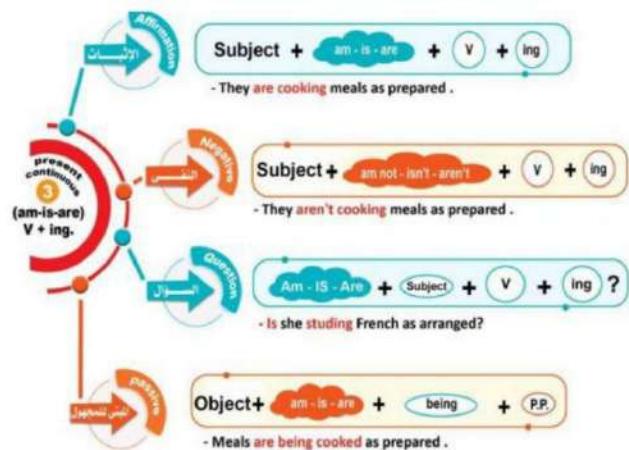 present
continuous
3
(am-is-are)
V + ing.
الإثبات
Affirmation
Subject + am - is - are + V + ing
- They are cooking meals as prepared .
النفي
Negative
Subject + am not - isn't - aren't + V + ing
- They aren't cooking meals as prepared .
السؤال
Question
Am - IS - Are + Subject + V + ing ?
- Is she studing French as arranged?
المبني للمجهول
passive
Object+ am - is - are + being + P.P.
- Meals are being cooked as prepared .